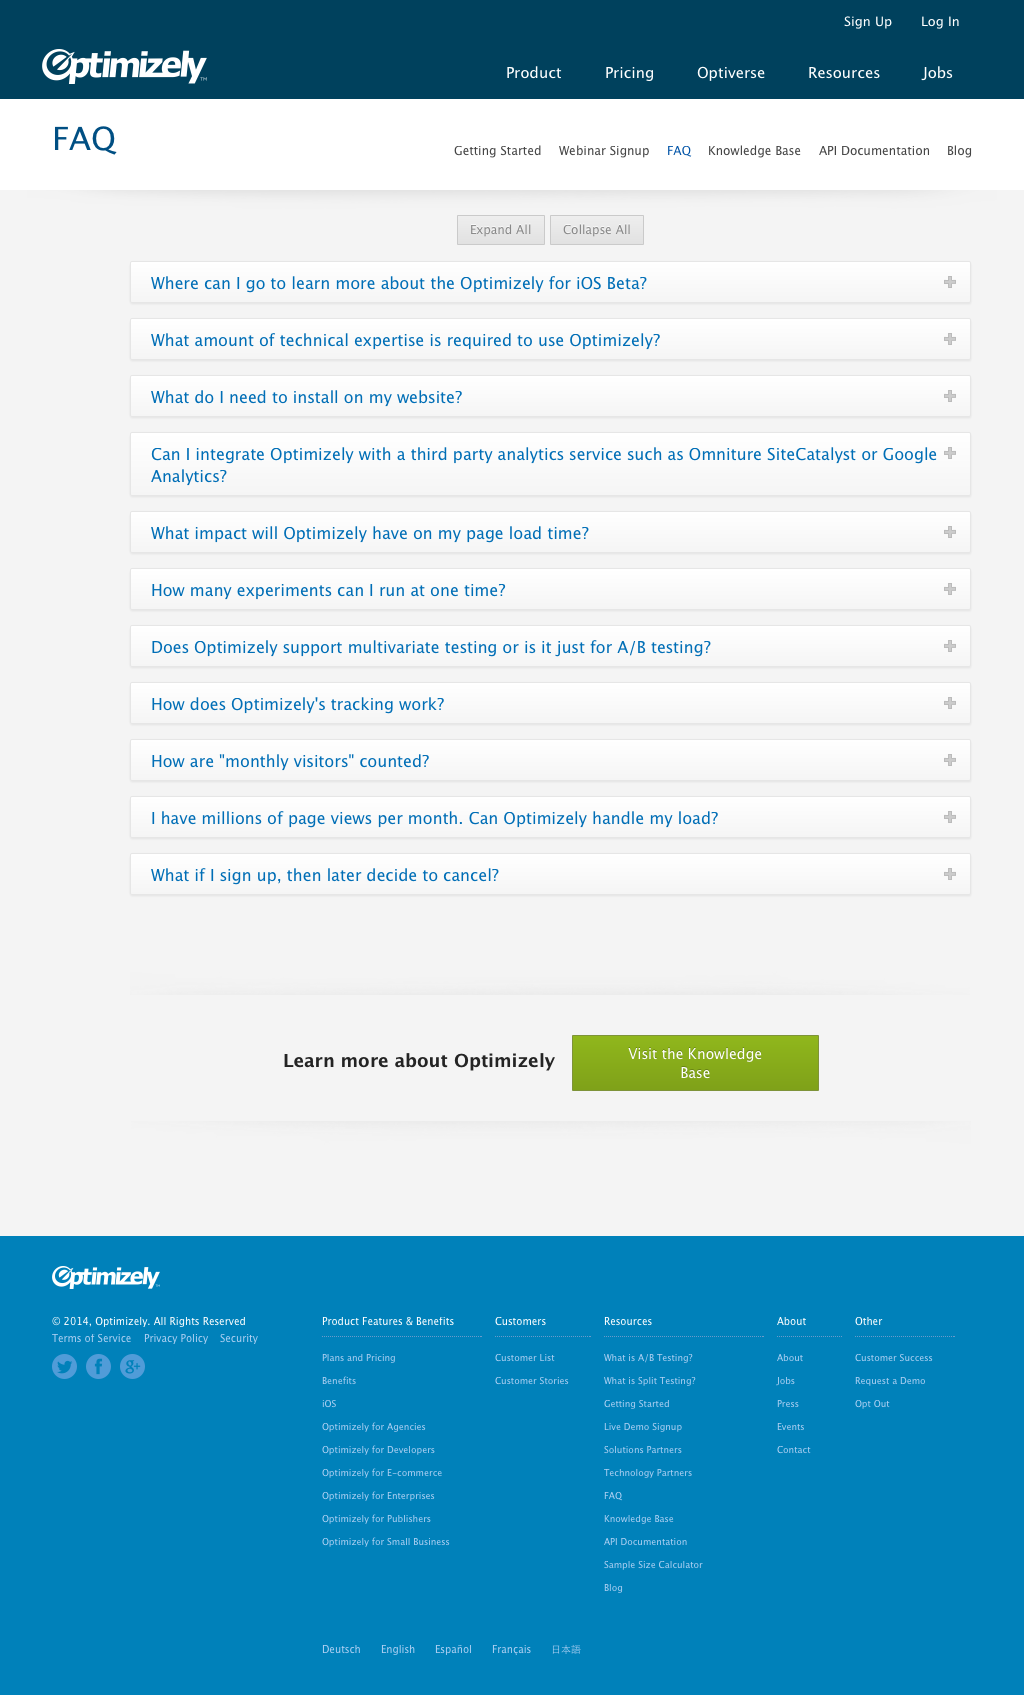 Sign Up Log In
Optimizely™
Product Pricing Optiverse Resources Jobs
FAQ
Getting Started Webinar Signup FAQ Knowledge Base API Documentation Blog
Expand All Collapse All
Where can I go to learn more about the Optimizely for iOS Beta?
What amount of technical expertise is required to use Optimizely?
What do I need to install on my website?
Can I integrate Optimizely with a third party analytics service such as Omniture SiteCatalyst or Google
Analytics?
What impact will Optimizely have on my page load time?
How many experiments can I run at one time?
Does Optimizely support multivariate testing or is it just for A/B testing?
How does Optimizely's tracking work?
How are "monthly visitors" counted?
I have millions of page views per month. Can Optimizely handle my load?
What if I sign up, then later decide to cancel?
Learn more about Optimizely
Visit the Knowledge
Base
Optimizely
© 2014, Optimizely. All Rights Reserved
Terms of Service Privacy Policy Security
Product Features & Benefits
Plans and Pricing
Benefits
iOS
Optimizely for Agencies
Optimizely for Developers
Optimizely for E-commerce
Optimizely for Enterprises
Optimizely for Publishers
Optimizely for Small Business
Customers
Customer List
Customer Stories
Resources
What is A/B Testing?
What is Split Testing?
Getting Started
Live Demo Signup
Solutions Partners
Technology Partners
FAQ
Knowledge Base
API Documentation
Sample Size Calculator
Blog
About
About
Jobs
Press
Events
Contact
Other
Customer Success
Request a Demo
Opt Out
Deutsch English Español Français 日本語